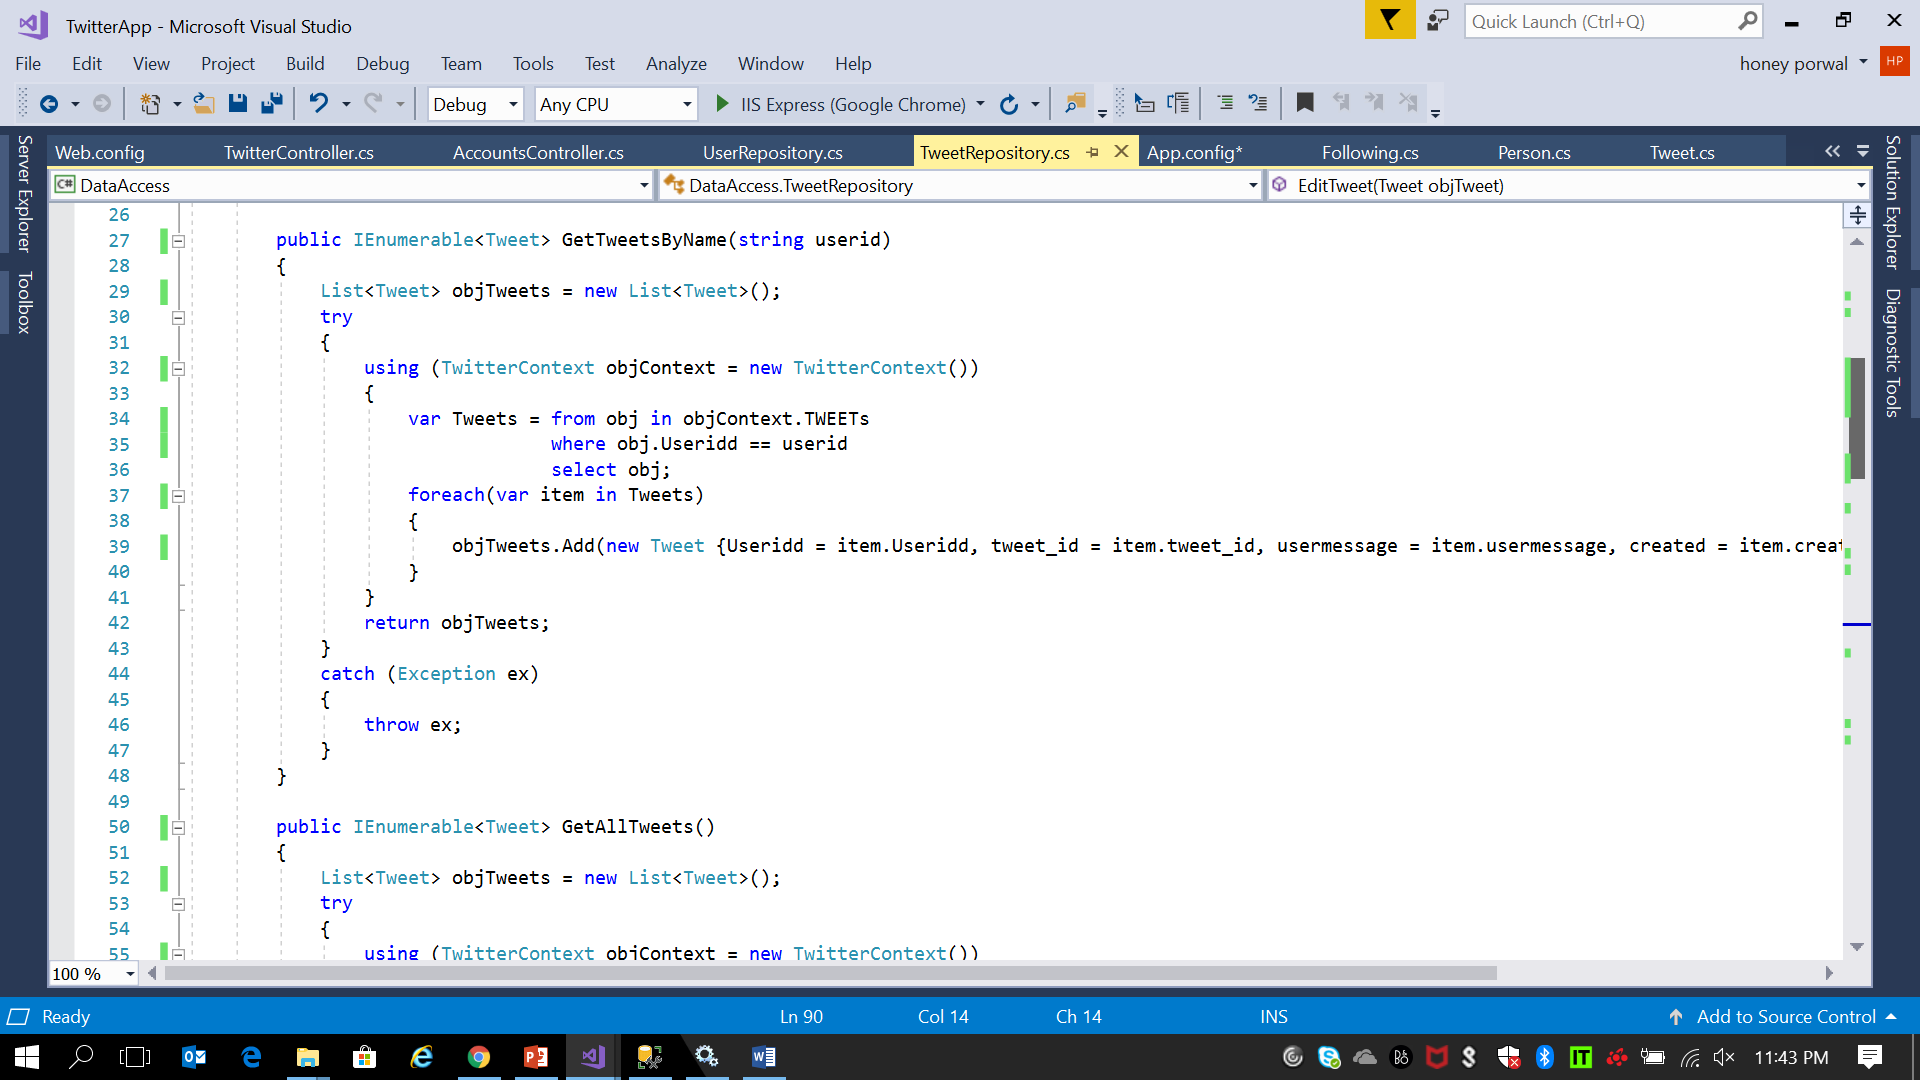 TwitterApp - Microsoft Visual Studio
Quick Launch (Ctrl+Q)
File Edit View Project Build Debug Team Tools Test Analyze Window Help
honey porwal HP
Debug Any CPU IIS Express (Google Chrome)
Server Explorer
Toolbox
Web.config TwitterController.cs AccountsController.cs UserRepository.cs TweetRepository.cs App.config* Following.cs Person.cs Tweet.cs
Solution Explorer
Diagnostic Tools
C# DataAccess DataAccess.TweetRepository EditTweet(Tweet objTweet)
26
27 public IEnumerable<Tweet> GetTweetsByName(string userid)
28 {
29 List<Tweet> objTweets = new List<Tweet>();
30 try
31 {
32 using (TwitterContext objContext = new TwitterContext())
33 {
34 var Tweets = from obj in objContext.TWEETs
35 where obj.Useridd == userid
36 select obj;
37 foreach(var item in Tweets)
38 {
39 objTweets.Add(new Tweet {Useridd = item.Useridd, tweet_id = item.tweet_id, usermessage = item.usermessage, created = item.creat
40 }
41 }
42 return objTweets;
43 }
44 catch (Exception ex)
45 {
46 throw ex;
47 }
48 }
49
50 public IEnumerable<Tweet> GetAllTweets()
51 {
52 List<Tweet> objTweets = new List<Tweet>();
53 try
54 {
55 using (TwitterContext objContext = new TwitterContext())
100 %
Ready Ln 90 Col 14 Ch 14 INS Add to Source Control
11:43 PM